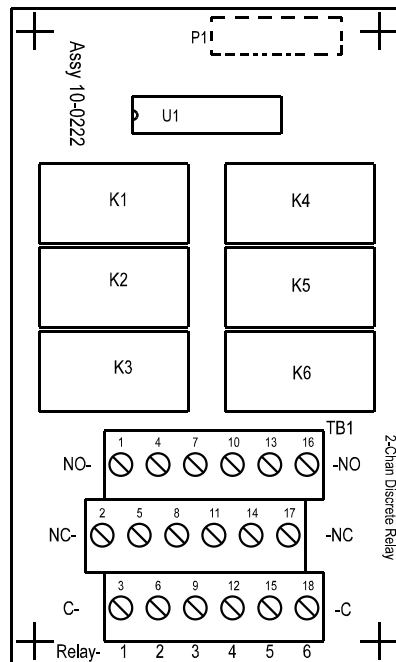 P1
Assy 10-0222
U1
K1
K4
K2
K5
K3
K6
TB1
1 4 7 10 13 16
NO- -NO
2 5 8 11 14 17
NC- -NC
3 6 9 12 15 18
C- -C
Relay- 1 2 3 4 5 6
2-Chan Discrete Relay